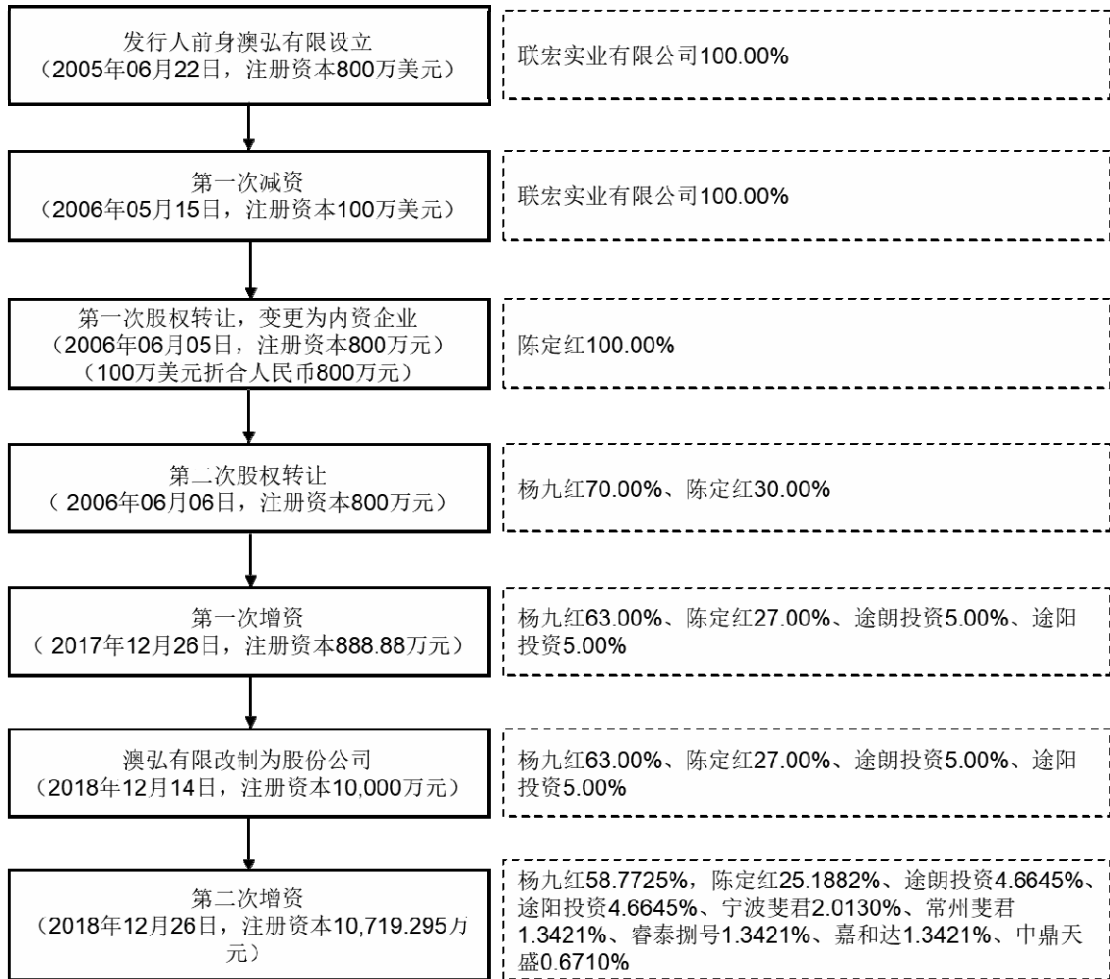 发行人前身澳弘有限设立
（2005年06月22日，注册资本800万美元）
联宏实业有限公司100.00%
第一次减资
（2006年05月15日，注册资本100万美元）
联宏实业有限公司100.00%
第一次股权转让，变更为内资企业
（2006年06月05日，注册资本800万元）
（100万美元折合人民币800万元）
陈定红100.00%
第二次股权转让
（ 2006年06月06日，注册资本800万元）
杨九红70.00%、陈定红30.00%
第一次增资
（ 2017年12月26日，注册资本888.88万元）
杨九红63.00%、陈定红27.00%、途朗投资5.00%、途阳
投资5.00%
澳弘有限改制为股份公司
（2018年12月14日，注册资本10,000万元）
杨九红63.00%、陈定红27.00%、途朗投资5.00%、途阳
投资5.00%
第二次增资
（2018年12月26日，注册资本10,719.295万
元）
杨九红58.7725%，陈定红25.1882%、途朗投资4.6645%、
途阳投资4.6645%、宁波斐君2.0130%、常州斐君
1.3421%、睿泰捌号1.3421%、嘉和达1.3421%、中鼎天
盛0.6710%